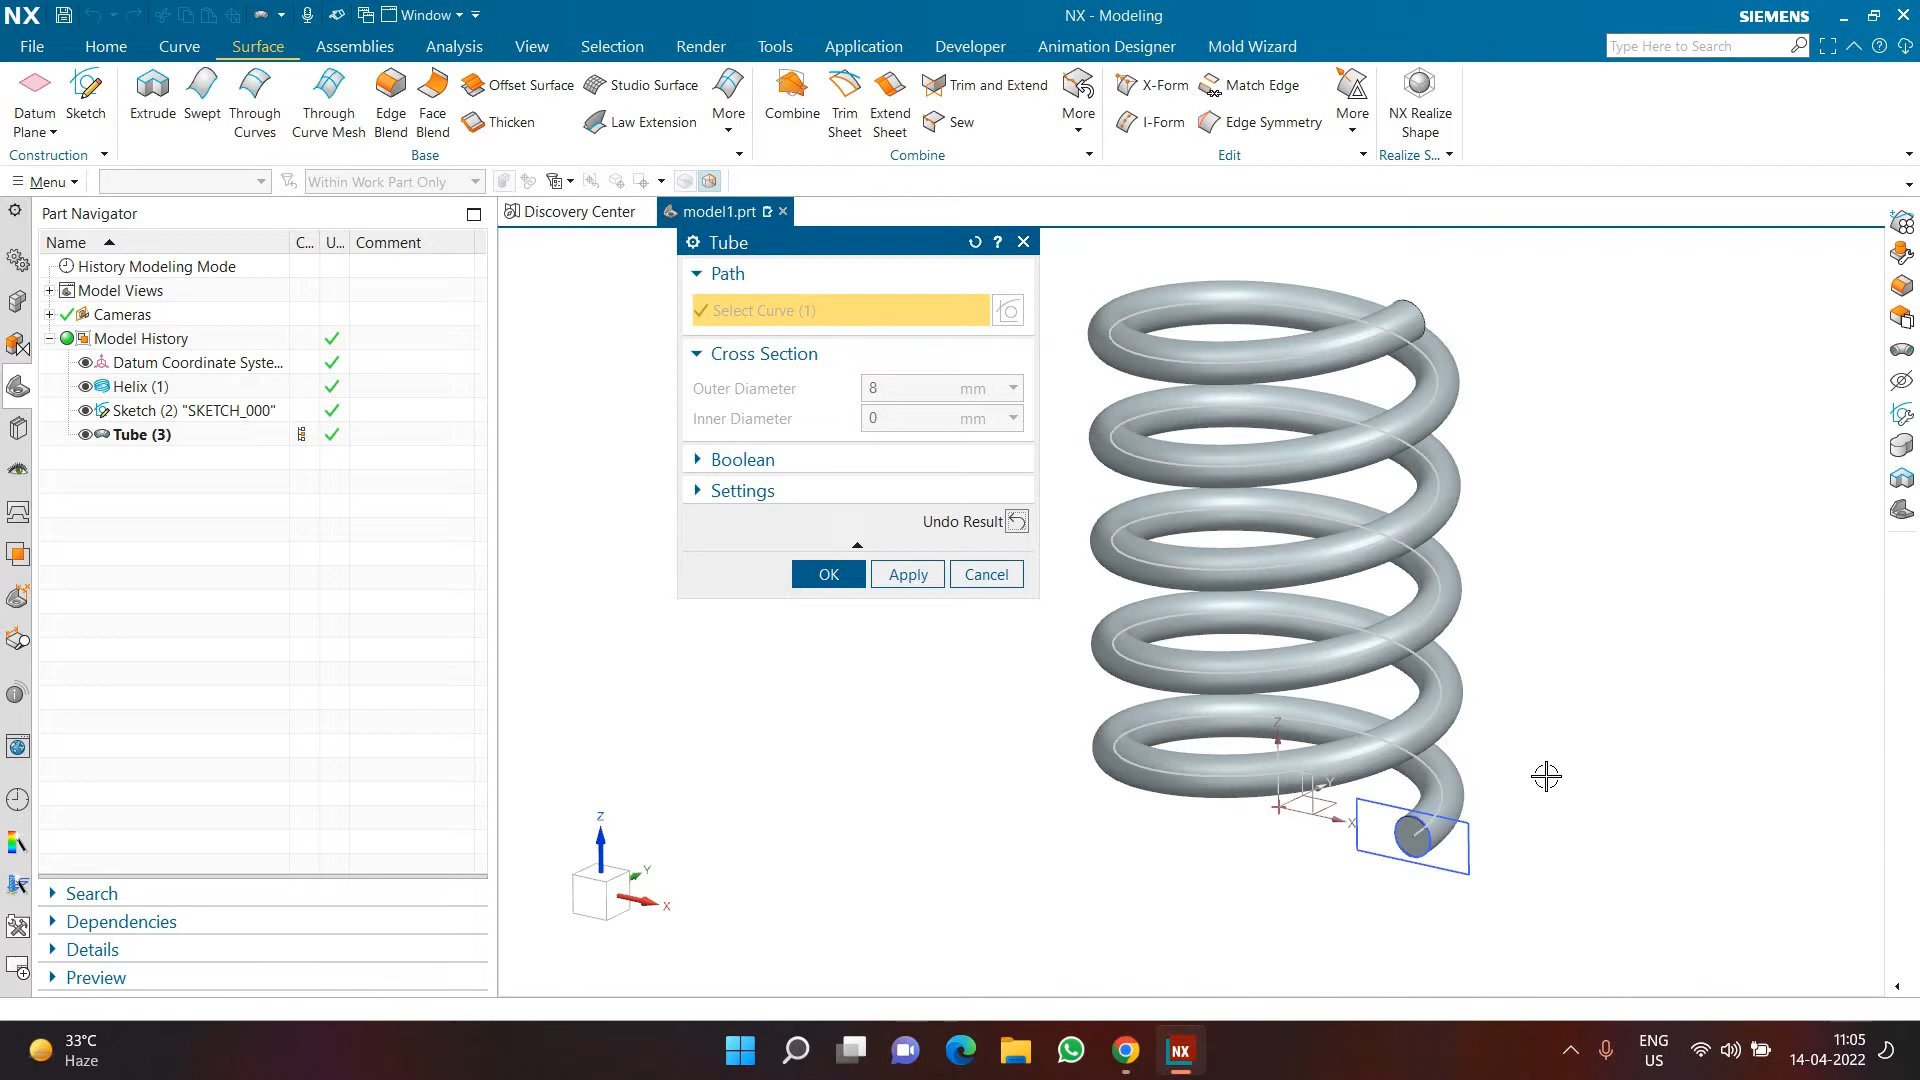 NX Window NX - Modeling SIEMENS
File Home Curve Surface Assemblies Analysis View Selection Render Tools Application Developer Animation Designer Mold Wizard Type Here to Search
Datum Plane Sketch Extrude Swept Through Curves Through Curve Mesh Edge Blend Face Blend Offset Surface Studio Surface More Combine Trim Sheet Extend Sheet Trim and Extend More X-Form Match Edge More NX Realize Shape
Thicken Law Extension Sew I-Form Edge Symmetry
Construction Base Combine Edit Realize S...
Menu Within Work Part Only
Part Navigator Discovery Center model1.prt
Name C... U... Comment
History Modeling Mode
Model Views
Cameras
Model History
Datum Coordinate Syste...
Helix (1)
Sketch (2) "SKETCH_000"
Tube (3)
Search
Dependencies
Details
Preview
Tube ?
Path
Select Curve (1)
Cross Section
Outer Diameter 8 mm
Inner Diameter 0 mm
Boolean
Settings
Undo Result
OK Apply Cancel
Z
Y
X
Z
Y
X
33°C
Haze
NX
ENG
US
11:05
14-04-2022